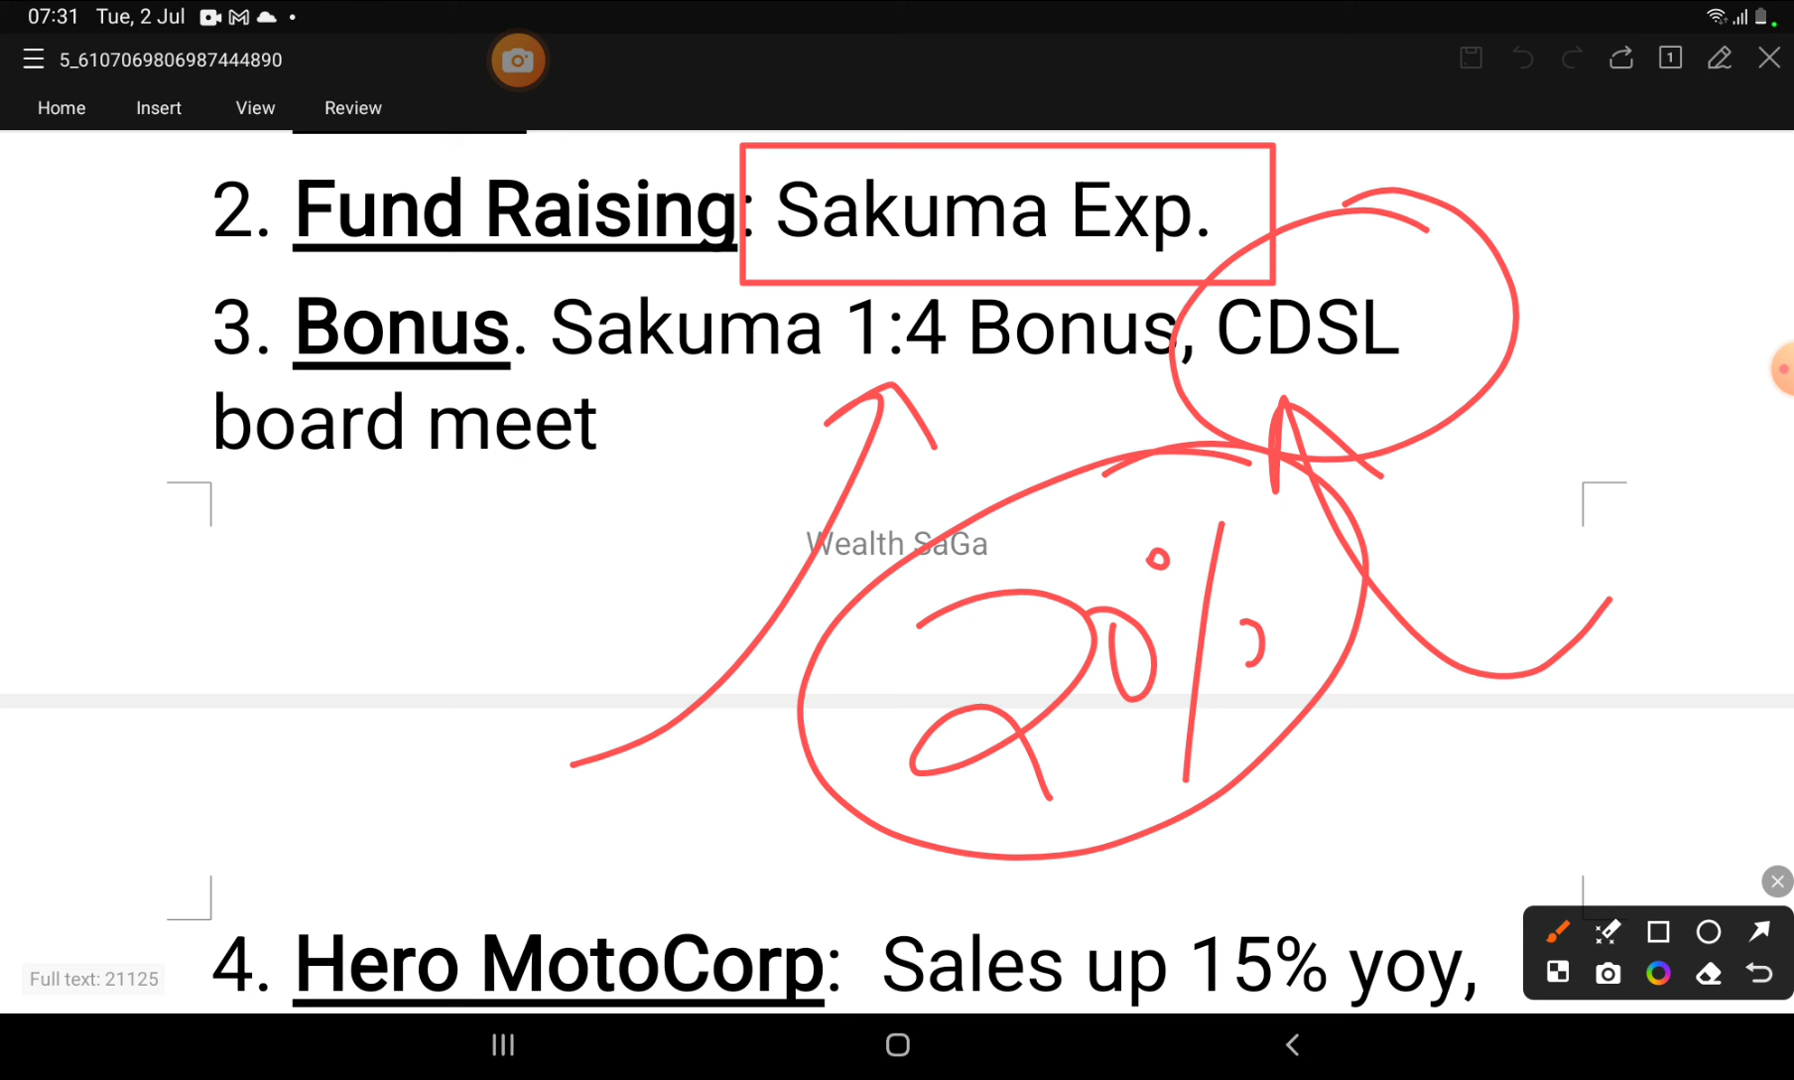 07:31 Tue, 2 Jul
5_6107069806987444890
1
Home Insert View Review
2. Fund Raising: Sakuma Exp.
3. Bonus. Sakuma 1:4 Bonus, CDSL
board meet
Wealth SaGa
20%
4. Hero MotoCorp: Sales up 15% yoy,
Full text: 21125